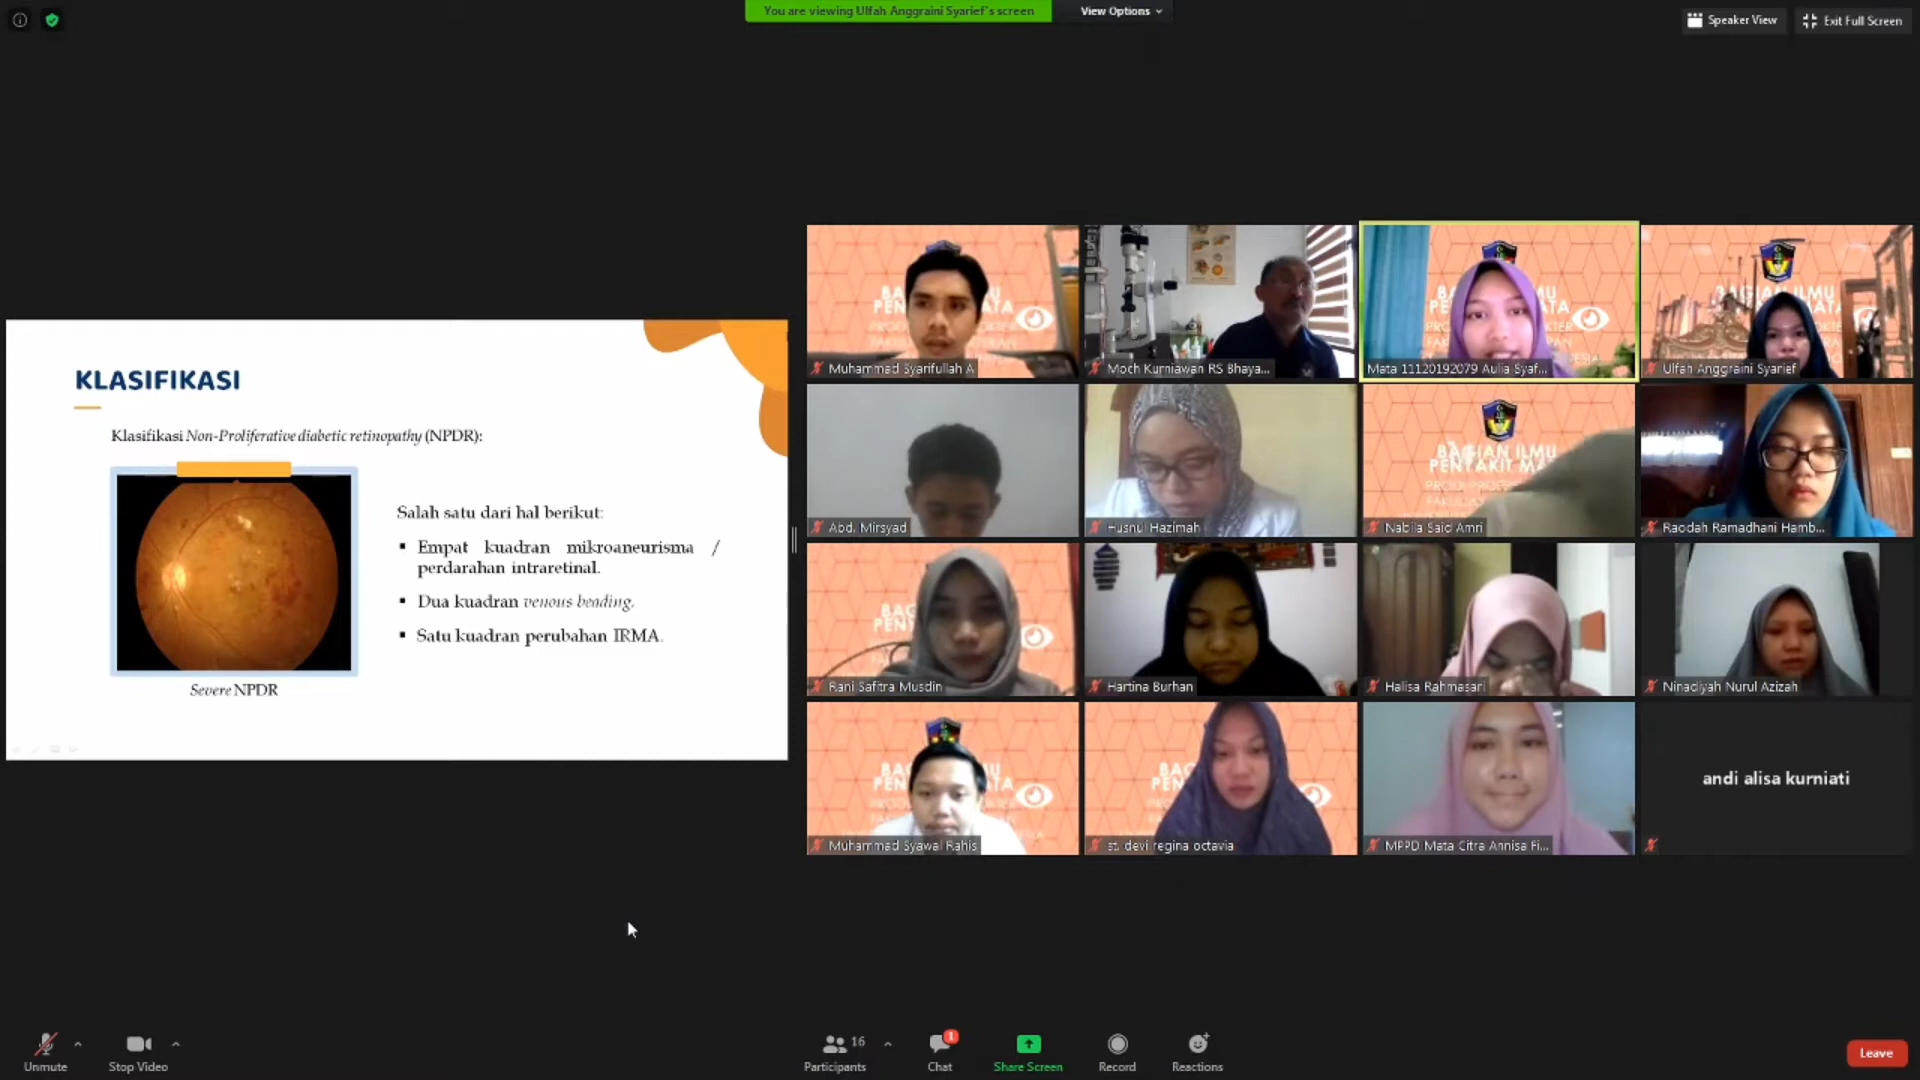 You are viewing Ulfah Anggraini Syarief's screen
View Options
Speaker View
Exit Full Screen
KLASIFIKASI
Klasifikasi Non-Proliferative diabetic retinopathy (NPDR):
Salah satu dari hal berikut:
▪ Empat kuadran mikroaneurisma /
perdarahan intraretinal.
▪ Dua kuadran venous beading.
▪ Satu kuadran perubahan IRMA.
Severe NPDR
Muhammad Syarifullah A
Moch Kurniawan RS Bhaya...
Mata 11120192079 Aulia Syaf...
Ulfah Anggraini Syarief
Abd. Mirsyad
Husnul Hazimah
BAGIAN ILMU
PENYAKIT MA
Nabila Said Amri
Raodah Ramadhani Hamb...
Rani Safitra Musdin
Hartina Burhan
Halisa Rahmasari
Ninadiyah Nurul Azizah
Muhammad Syawal Rahis
st. devi regina octavia
MPPD Mata Citra Annisa Fi...
andi alisa kurniati
Unmute
Stop Video
16
Participants
1
Chat
Share Screen
Record
Reactions
Leave